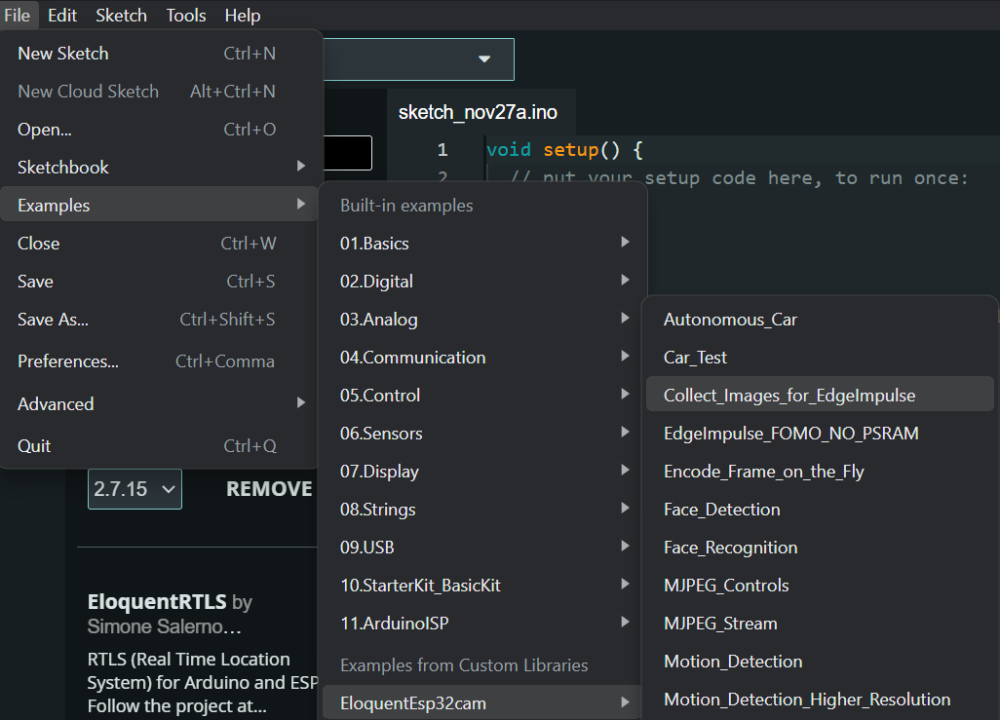 File Edit Sketch Tools Help
New Sketch Ctrl+N
New Cloud Sketch Alt+Ctrl+N
Open... Ctrl+O
Sketchbook
Examples
Close Ctrl+W
Save Ctrl+S
Save As... Ctrl+Shift+S
Preferences... Ctrl+Comma
Advanced
Quit Ctrl+Q
sketch_nov27a.ino
1 void setup() {
2 // put your setup code here, to run once:
Built-in examples
01.Basics
02.Digital
03.Analog
04.Communication
05.Control
06.Sensors
07.Display
08.Strings
09.USB
10.StarterKit_BasicKit
11.ArduinoISP
Examples from Custom Libraries
EloquentEsp32cam
Autonomous_Car
Car_Test
Collect_Images_for_EdgeImpulse
EdgeImpulse_FOMO_NO_PSRAM
Encode_Frame_on_the_Fly
Face_Detection
Face_Recognition
MJPEG_Controls
MJPEG_Stream
Motion_Detection
Motion_Detection_Higher_Resolution
2.7.15 REMOVE
EloquentRTLS by
Simone Salerno...
RTLS (Real Time Location
System) for Arduino and ESP
Follow the project at...